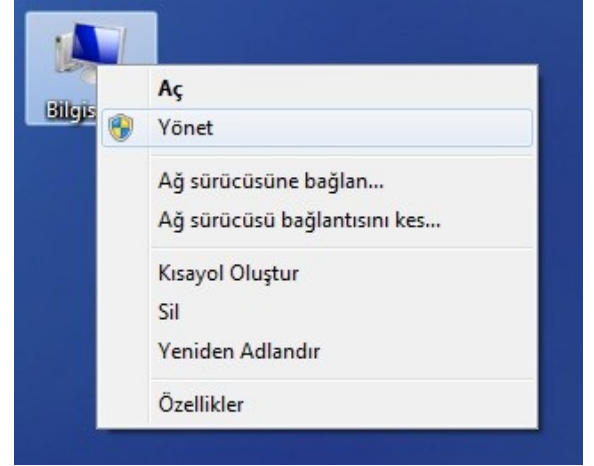 Bilgis
Aç
Yönet
Ağ sürücüsüne bağlan...
Ağ sürücüsü bağlantısını kes...
Kısayol Oluştur
Sil
Yeniden Adlandır
Özellikler